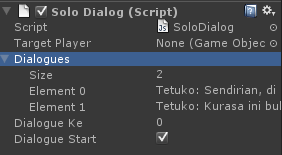 Solo Dialog (Script)
Script SoloDialog
Target Player None (Game Objec
Dialogues
Size 2
Element 0 Tetuko: Sendirian, di
Element 1 Tetuko: Kurasa ini bul
Dialogue Ke 0
Dialogue Start